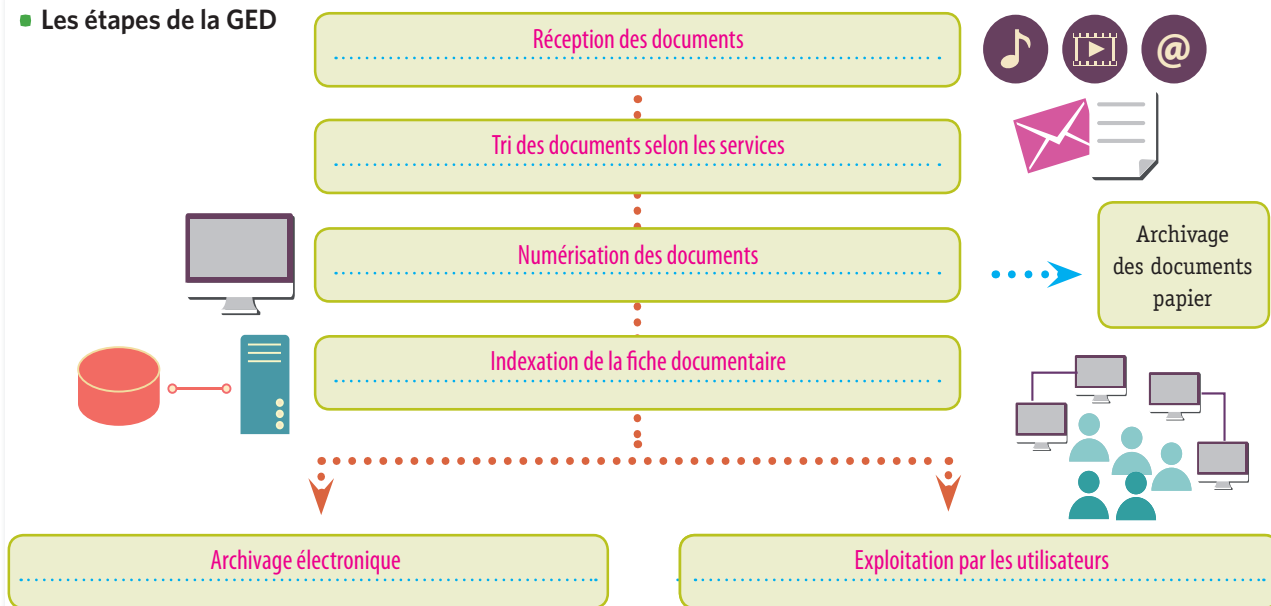 Les étapes de la GED
Réception des documents
@
Tri des documents selon les services
Numérisation des documents
Archivage
des documents
papier
Indexation de la fiche documentaire
Archivage électronique
Exploitation par les utilisateurs